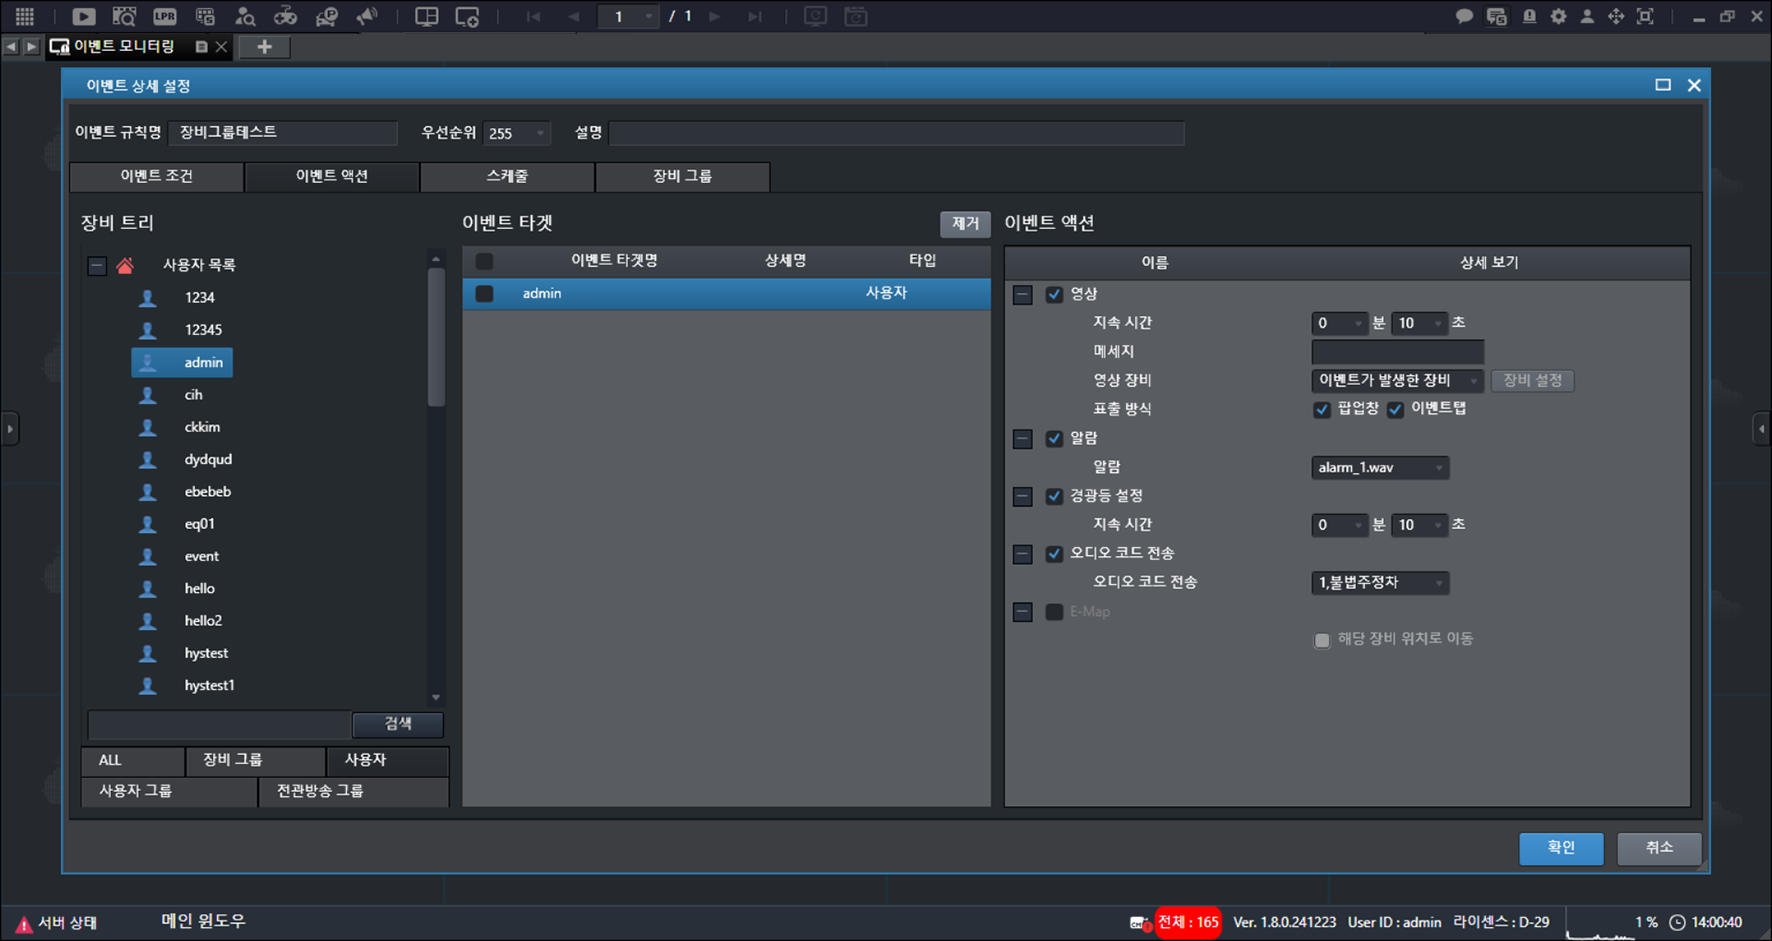 LPR
1 / 1
이벤트 모니터링
이벤트 상세 설정
이벤트 규칙명 장비그룹테스트 우선순위 255 설명
이벤트 조건 이벤트 액션 스케줄 장비 그룹
장비 트리
사용자 목록
1234
12345
admin
cih
ckkim
dydqud
ebebeb
eq01
event
hello
hello2
hystest
hystest1
검색
ALL 장비 그룹 사용자
사용자 그룹 전관방송 그룹
이벤트 타겟 제거
이벤트 타겟명 상세명 타입
admin 사용자
이벤트 액션
이름 상세 보기
영상
지속 시간 0 분 10 초
메세지
영상 장비 이벤트가 발생한 장비 장비 설정
표출 방식 팝업창 이벤트탭
알람
알람 alarm_1.wav
경광등 설정
지속 시간 0 분 10 초
오디오 코드 전송
오디오 코드 전송 1,불법주정차
E-Map
해당 장비 위치로 이동
확인 취소
서버 상태 메인 윈도우 전체 : 165 Ver. 1.8.0.241223 User ID : admin 라이센스 : D-29 1 % 14:00:40